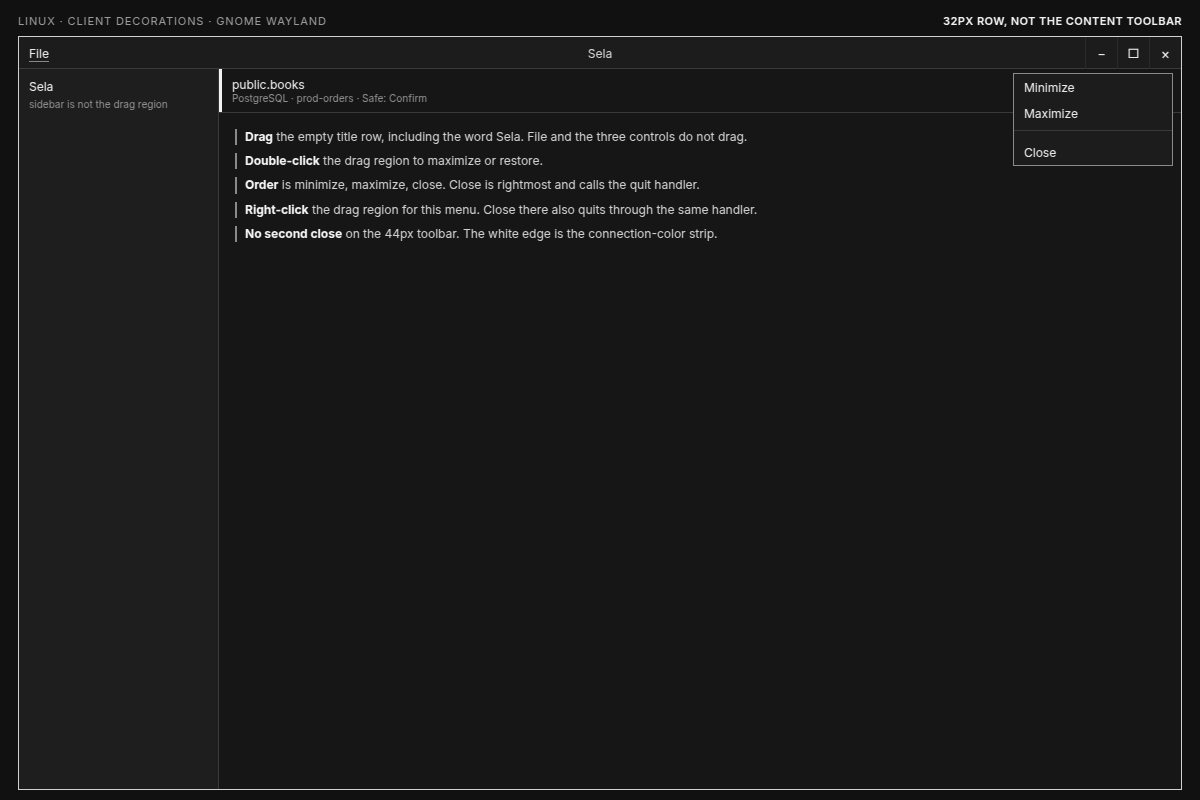 LINUX · CLIENT DECORATIONS · GNOME WAYLAND
32PX ROW, NOT THE CONTENT TOOLBAR
File
Sela
Sela
sidebar is not the drag region
public.books
PostgreSQL · prod-orders · Safe: Confirm
Minimize
Maximize
Close
Drag the empty title row, including the word Sela. File and the three controls do not drag.
Double-click the drag region to maximize or restore.
Order is minimize, maximize, close. Close is rightmost and calls the quit handler.
Right-click the drag region for this menu. Close there also quits through the same handler.
No second close on the 44px toolbar. The white edge is the connection-color strip.